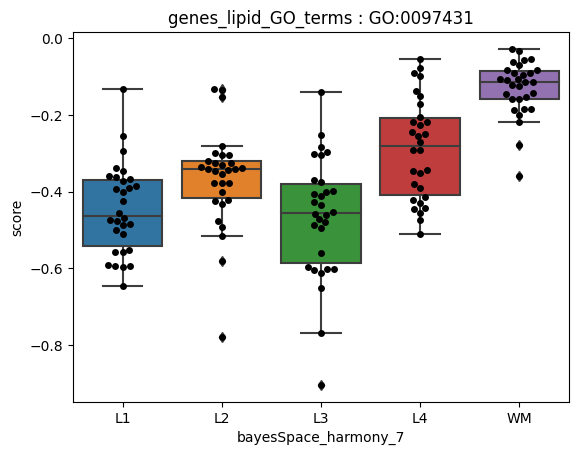 genes_lipid_GO_terms : GO:0097431
0.0
−0.2
−0.4
−0.6
−0.8
score
L1 L2 L3 L4 WM
bayesSpace_harmony_7